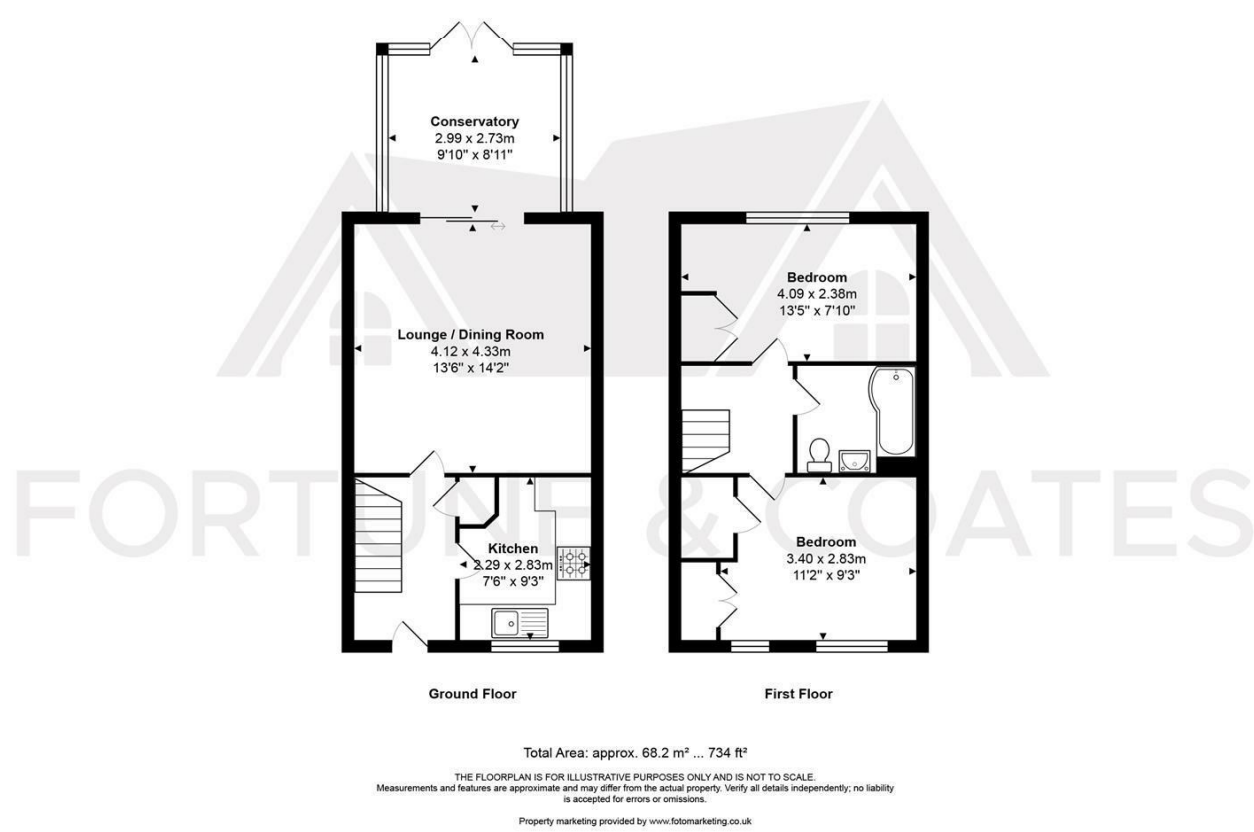 Conservatory
2.99 x 2.73m
9'10" x 8'11"
Lounge / Dining Room
4.12 x 4.33m
13'6" x 14'2"
Kitchen
2.29 x 2.83m
7'6" x 9'3"
Ground Floor
Bedroom
4.09 x 2.38m
13'5" x 7'10"
Bedroom
3.40 x 2.83m
11'2" x 9'3"
First Floor
FORTUNE & COATES
Total Area: approx. 68.2 m² ... 734 ft²
THE FLOORPLAN IS FOR ILLUSTRATIVE PURPOSES ONLY AND IS NOT TO SCALE.
Measurements and features are approximate and may differ from the actual property. Verify all details independently; no liability
is accepted for errors or omissions.
Property marketing provided by www.fotomarketing.co.uk